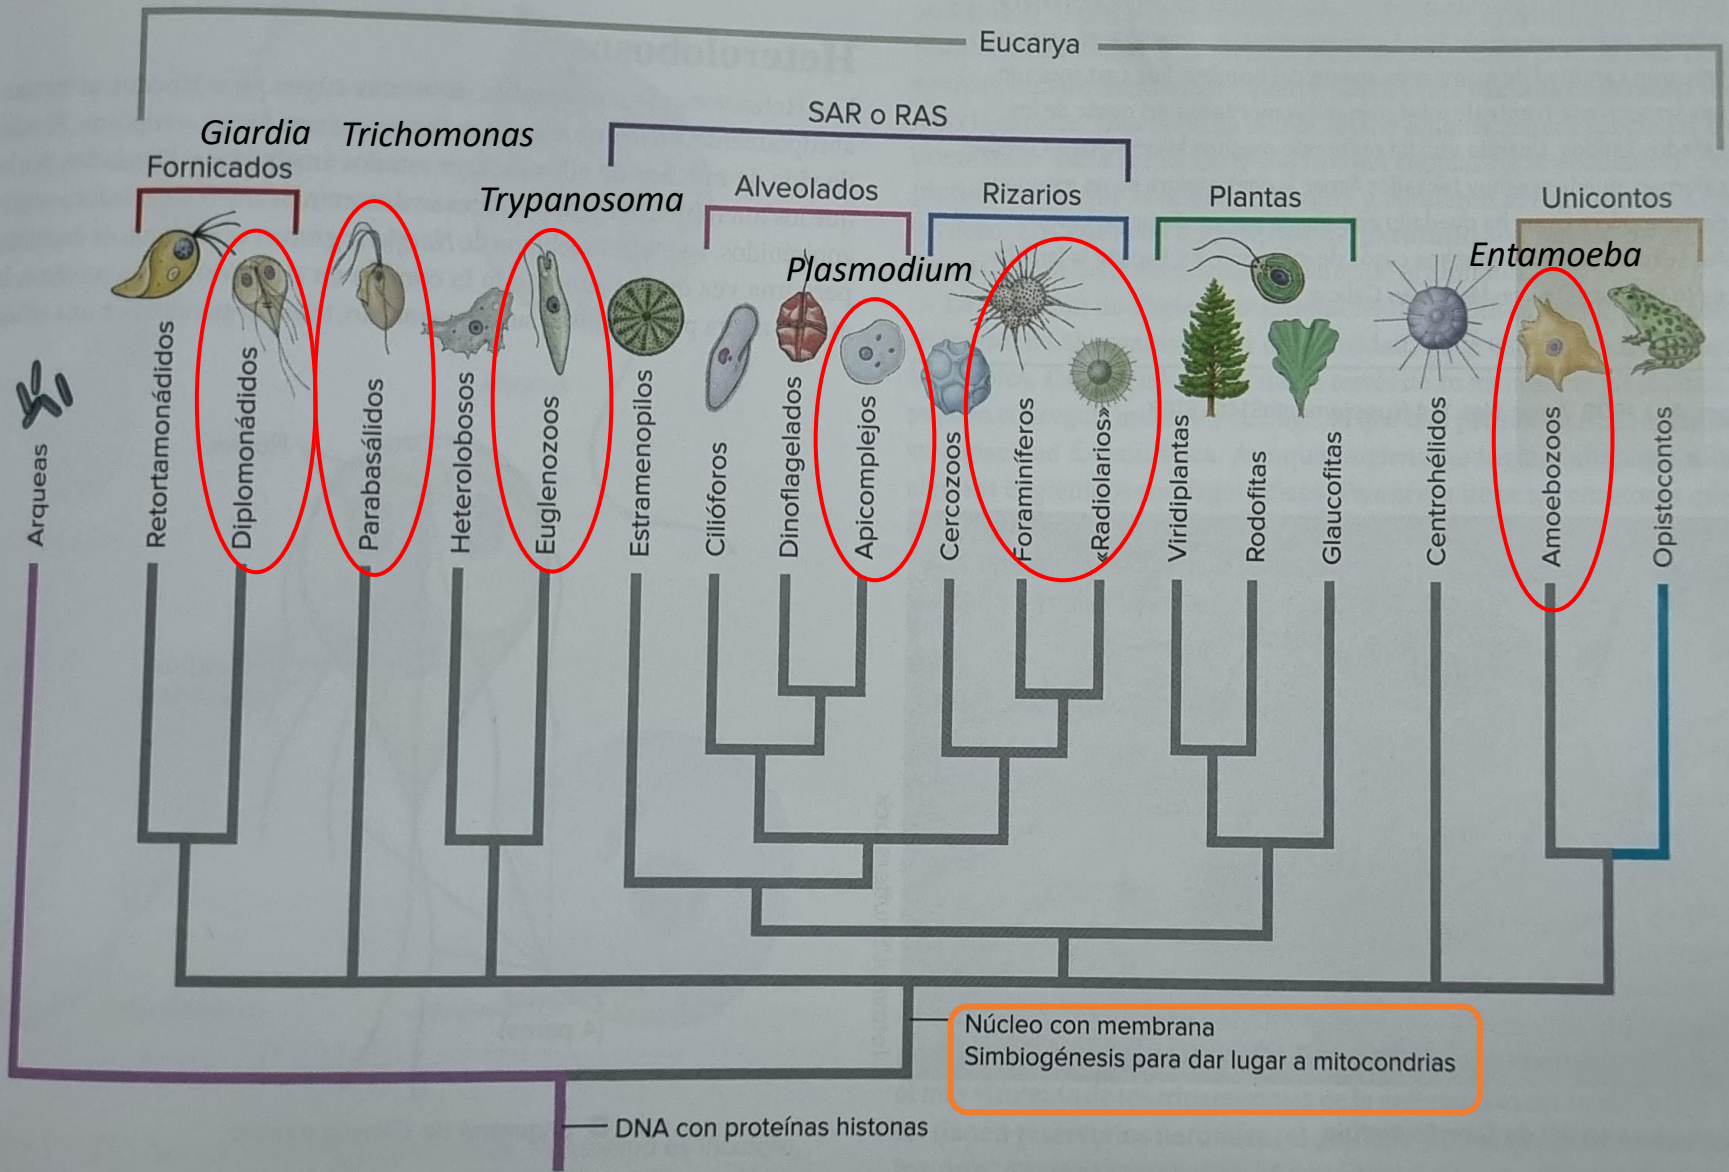 Eucarya
SAR o RAS
Giardia
Trichomonas
Fornicados
Trypanosoma
Alveolados
Rizarios
Plantas
Unicontos
Plasmodium
Entamoeba
Arqueas
Retortamonádidos
Diplomonádidos
Parabasálidos
Heterolobosos
Euglenozoos
Estramenopilos
Cilióforos
Dinoflagelados
Apicomplejos
Cercozoos
Foraminíferos
«Radiolarios»
Viridiplantas
Rodofitas
Glaucofitas
Centrohélidos
Amoebozoos
Opistocontos
Núcleo con membrana
Simbiogénesis para dar lugar a mitocondrias
DNA con proteínas histonas